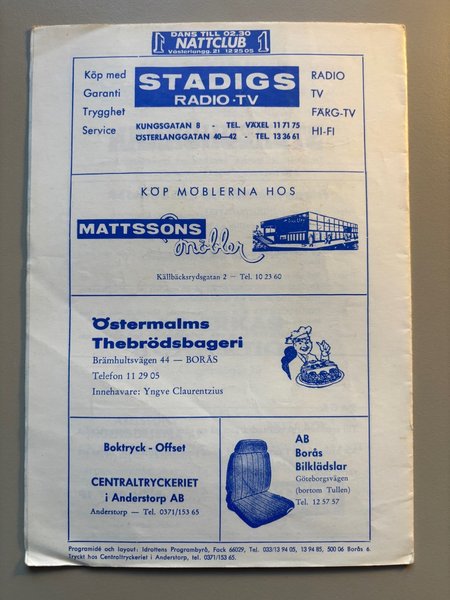 DANS TILL 02.30
1 NATTCLUB 1
Västerlångg. 21 12 25 05
Köp med
Garanti
Trygghet
Service
STADIGS
RADIO-TV
KUNGSGATAN 8 - TEL. VÄXEL 11 71 75
ÖSTERLANGGATAN 40—42 - TEL. 13 36 61
RADIO
TV
FÄRG-TV
HI-FI
KÖP MÖBLERNA HOS
MATTSSONS
möbler
Källbäcksrydsgatan 2 — Tel. 10 23 60
Östermalms
Thebrödsbageri
Brämhultsvägen 44 — BORÅS
Telefon 11 29 05
Innehavare: Yngve Claurentzius
Boktryck - Offset
CENTRALTRYCKERIET
i Anderstorp AB
Anderstorp — Tel. 0371/153 65
AB
Borås
Bilklädslar
Göteborgsvägen
(bortom Tullen)
Tel. 12 57 57
Programidé och layout: Idrottens Programbyrå, Fack 66029, Tel. 033/13 94 05, 13 94 85, 500 06 Borås 6.
Tryckt hos Centraltryckeriet i Anderstorp, tel. 0371/153 65.